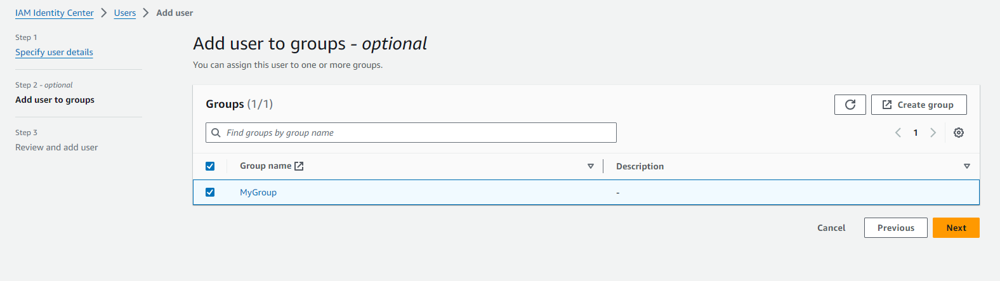 IAM Identity Center > Users > Add user
Step 1
Specify user details
Step 2 - optional
Add user to groups
Step 3
Review and add user
Add user to groups - optional
You can assign this user to one or more groups.
Groups (1/1)
Create group
Find groups by group name
1
Group name
Description
MyGroup
-
Cancel
Previous
Next